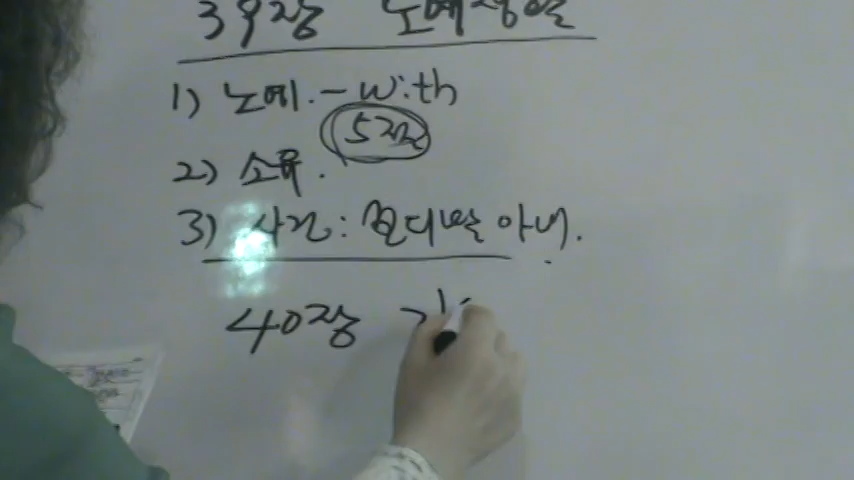 39장 노예생활
1) 노예. - with
5번
2) 소유.
3) 사건: 보디발 아내.
40장